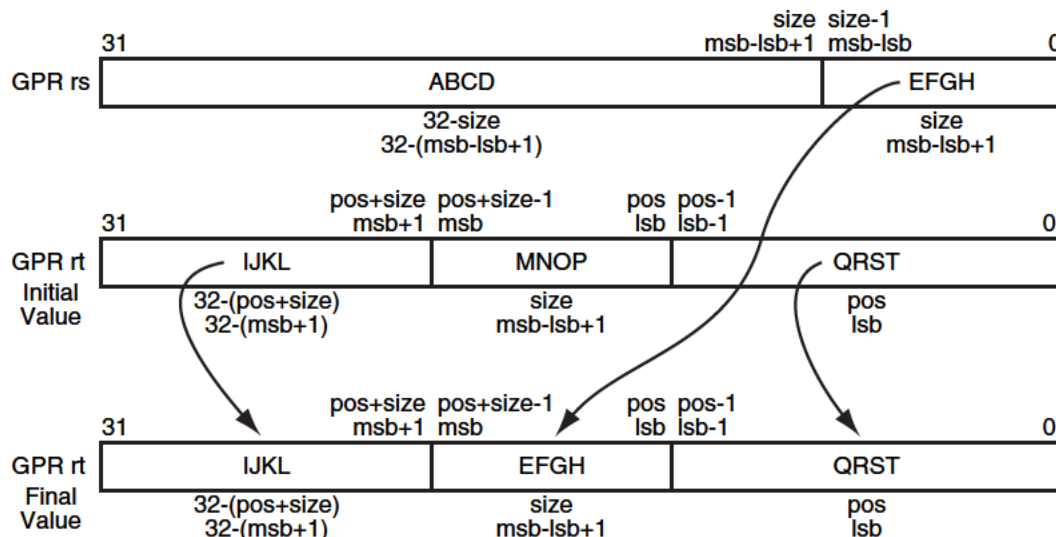 size size-1
31 msb-lsb+1 msb-lsb 0
GPR rs ABCD EFGH
32-size size
32-(msb-lsb+1) msb-lsb+1
pos+size pos+size-1 pos pos-1
31 msb+1 msb lsb lsb-1 0
GPR rt IJKL MNOP QRST
Initial 32-(pos+size) size pos
Value 32-(msb+1) msb-lsb+1 lsb
pos+size pos+size-1 pos pos-1
31 msb+1 msb lsb lsb-1 0
GPR rt IJKL EFGH QRST
Final 32-(pos+size) size pos
Value 32-(msb+1) msb-lsb+1 lsb